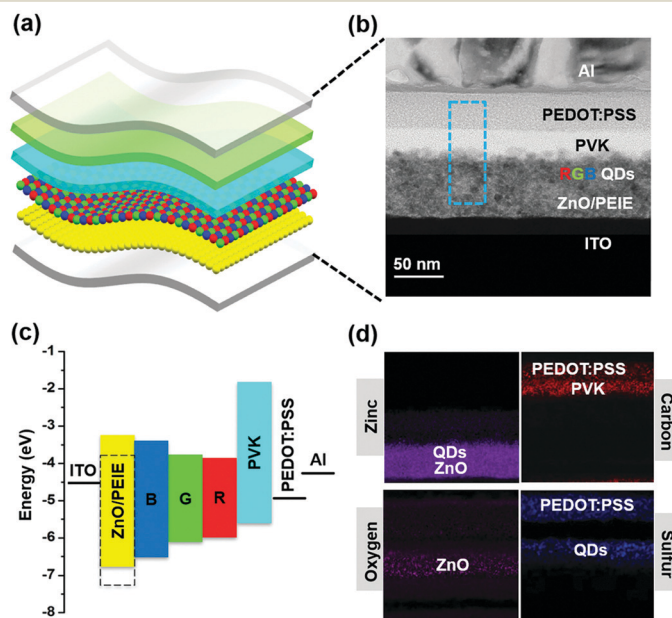 (a)
(b)
Al
PEDOT:PSS
PVK
RGB QDs
ZnO/PEIE
ITO
50 nm
(c)
-1
-2
-3
-4
-5
-6
-7
-8
Energy (eV)
ITO
ZnO/PEIE
B
G
R
PVK
PEDOT:PSS
Al
(d)
Zinc
QDs
ZnO
PEDOT:PSS
PVK
Carbon
Oxygen
ZnO
PEDOT:PSS
QDs
Sulfur